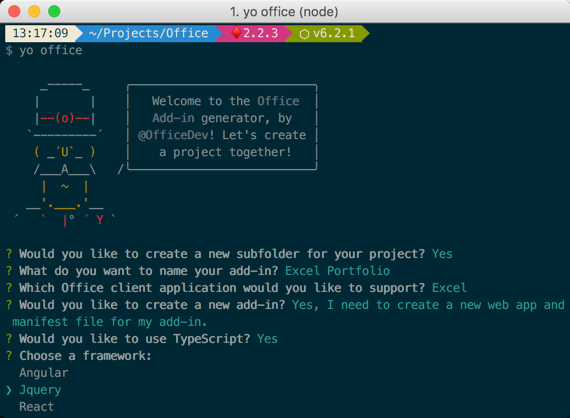 1. yo office (node)
13:17:09 ~/Projects/Office 2.2.3 v6.2.1
$ yo office
Welcome to the Office
Add-in generator, by
@OfficeDev! Let's create
a project together!
? Would you like to create a new subfolder for your project? Yes
? What do you want to name your add-in? Excel Portfolio
? Which Office client application would you like to support? Excel
? Would you like to create a new add-in? Yes, I need to create a new web app and
manifest file for my add-in.
? Would you like to use TypeScript? Yes
? Choose a framework:
Angular
❯ Jquery
React